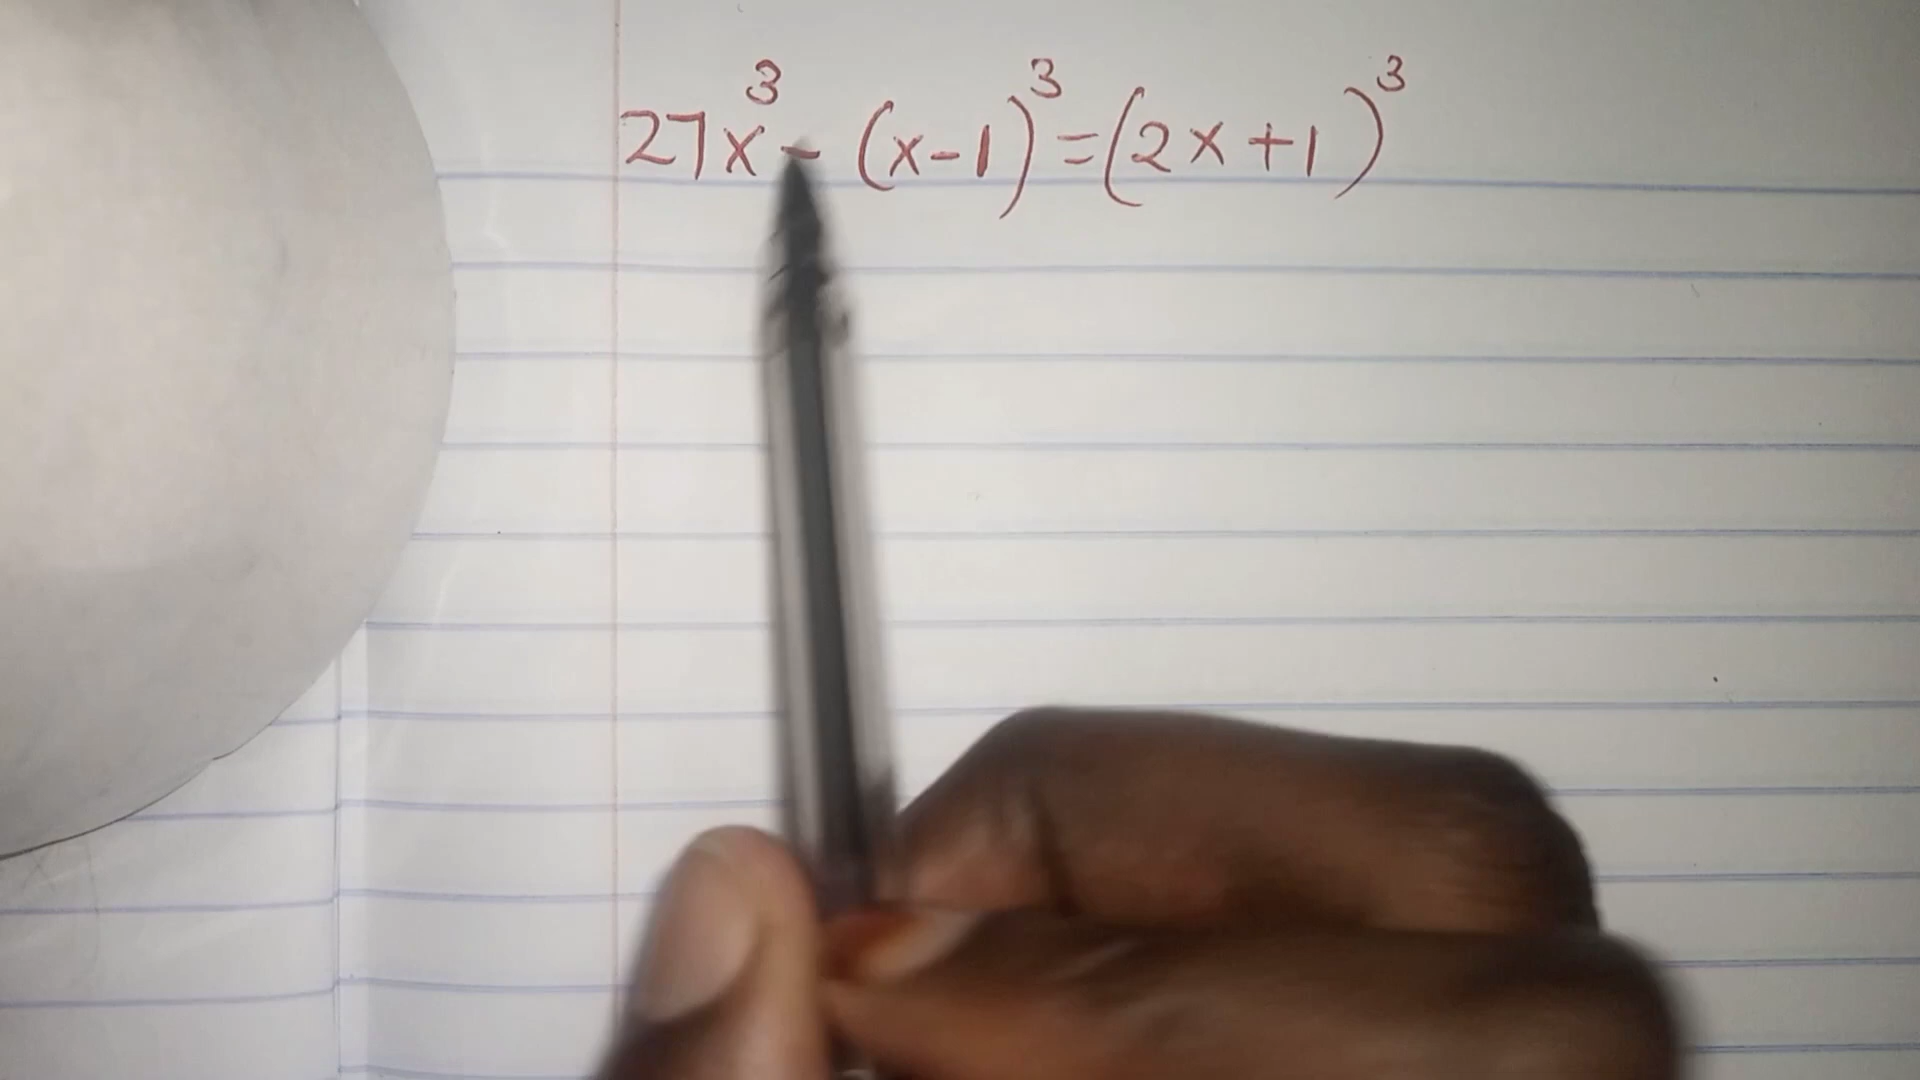 27x³ - (x-1)³ = (2x+1)³